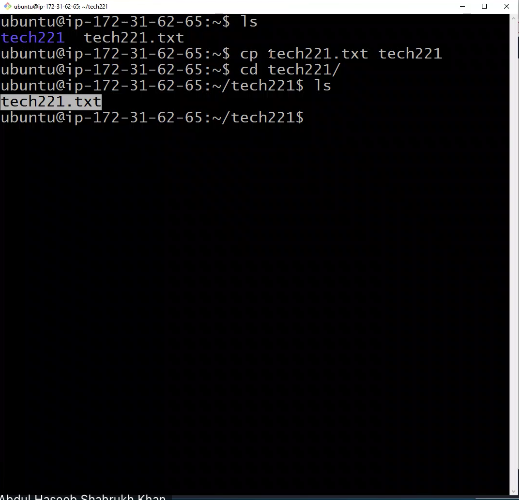 ubuntu@ip-172-31-62-65: ~/tech221
ubuntu@ip-172-31-62-65:~$ ls
tech221  tech221.txt
ubuntu@ip-172-31-62-65:~$ cp tech221.txt tech221
ubuntu@ip-172-31-62-65:~$ cd tech221/
ubuntu@ip-172-31-62-65:~/tech221$ ls
tech221.txt
ubuntu@ip-172-31-62-65:~/tech221$
Abdul Haseeb Shahrukh Khan